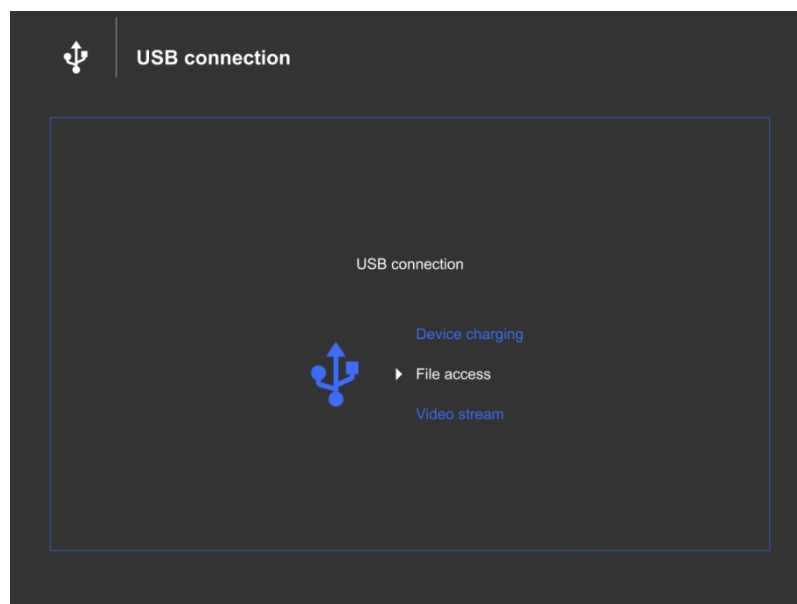 USB connection
USB connection
Device charging
File access
Video stream